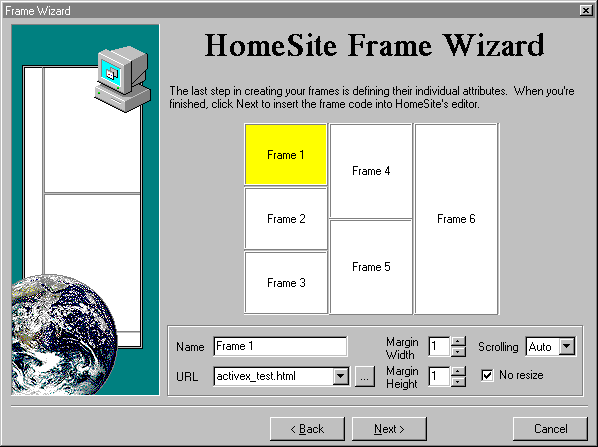 Frame Wizard
HomeSite Frame Wizard
The last step in creating your frames is defining their individual attributes. When you're
finished, click Next to insert the frame code into HomeSite's editor.
Frame 1
Frame 2
Frame 3
Frame 4
Frame 5
Frame 6
Name Frame 1
Margin
Width 1
Scrolling Auto
URL activex_test.html ...
Margin
Height 1
No resize
< Back
Next >
Cancel